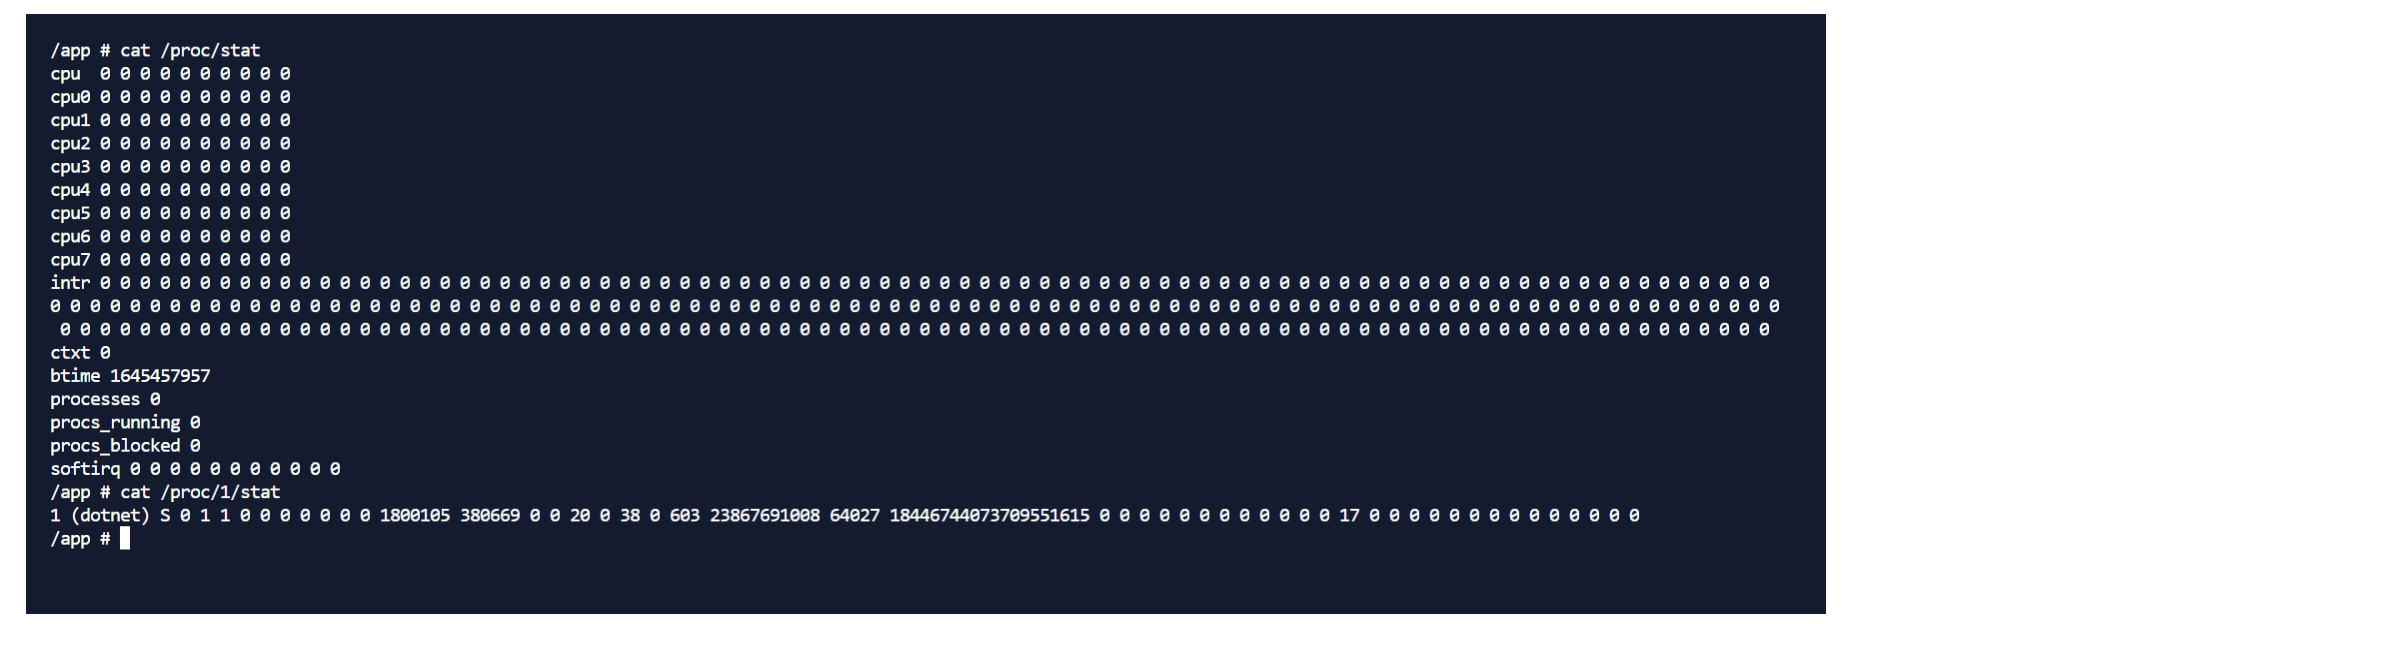 /app # cat /proc/stat
cpu  0 0 0 0 0 0 0 0 0 0
cpu0 0 0 0 0 0 0 0 0 0 0
cpu1 0 0 0 0 0 0 0 0 0 0
cpu2 0 0 0 0 0 0 0 0 0 0
cpu3 0 0 0 0 0 0 0 0 0 0
cpu4 0 0 0 0 0 0 0 0 0 0
cpu5 0 0 0 0 0 0 0 0 0 0
cpu6 0 0 0 0 0 0 0 0 0 0
cpu7 0 0 0 0 0 0 0 0 0 0
intr 0 0 0 0 0 0 0 0 0 0 0 0 0 0 0 0 0 0 0 0 0 0 0 0 0 0 0 0 0 0 0 0 0 0 0 0 0 0 0 0 0 0 0 0 0 0 0 0 0 0 0 0 0 0 0 0 0 0 0 0 0 0 0 0 0 0 0 0 0 0 0 0 0 0 0 0 0 0 0 0 0 0 0 0
0 0 0 0 0 0 0 0 0 0 0 0 0 0 0 0 0 0 0 0 0 0 0 0 0 0 0 0 0 0 0 0 0 0 0 0 0 0 0 0 0 0 0 0 0 0 0 0 0 0 0 0 0 0 0 0 0 0 0 0 0 0 0 0 0 0 0 0 0 0 0 0 0 0 0 0 0 0 0 0 0 0 0 0 0 0 0
 0 0 0 0 0 0 0 0 0 0 0 0 0 0 0 0 0 0 0 0 0 0 0 0 0 0 0 0 0 0 0 0 0 0 0 0 0 0 0 0 0 0 0 0 0 0 0 0 0 0 0 0 0 0 0 0 0 0 0 0 0 0 0 0 0 0 0 0 0 0 0 0 0 0 0 0 0 0 0 0 0 0 0 0 0 0
ctxt 0
btime 1645457957
processes 0
procs_running 0
procs_blocked 0
softirq 0 0 0 0 0 0 0 0 0 0 0
/app # cat /proc/1/stat
1 (dotnet) S 0 1 1 0 0 0 0 0 0 0 1800105 380669 0 0 20 0 38 0 603 23867691008 64027 18446744073709551615 0 0 0 0 0 0 0 0 0 0 0 0 17 0 0 0 0 0 0 0 0 0 0 0 0 0 0
/app #